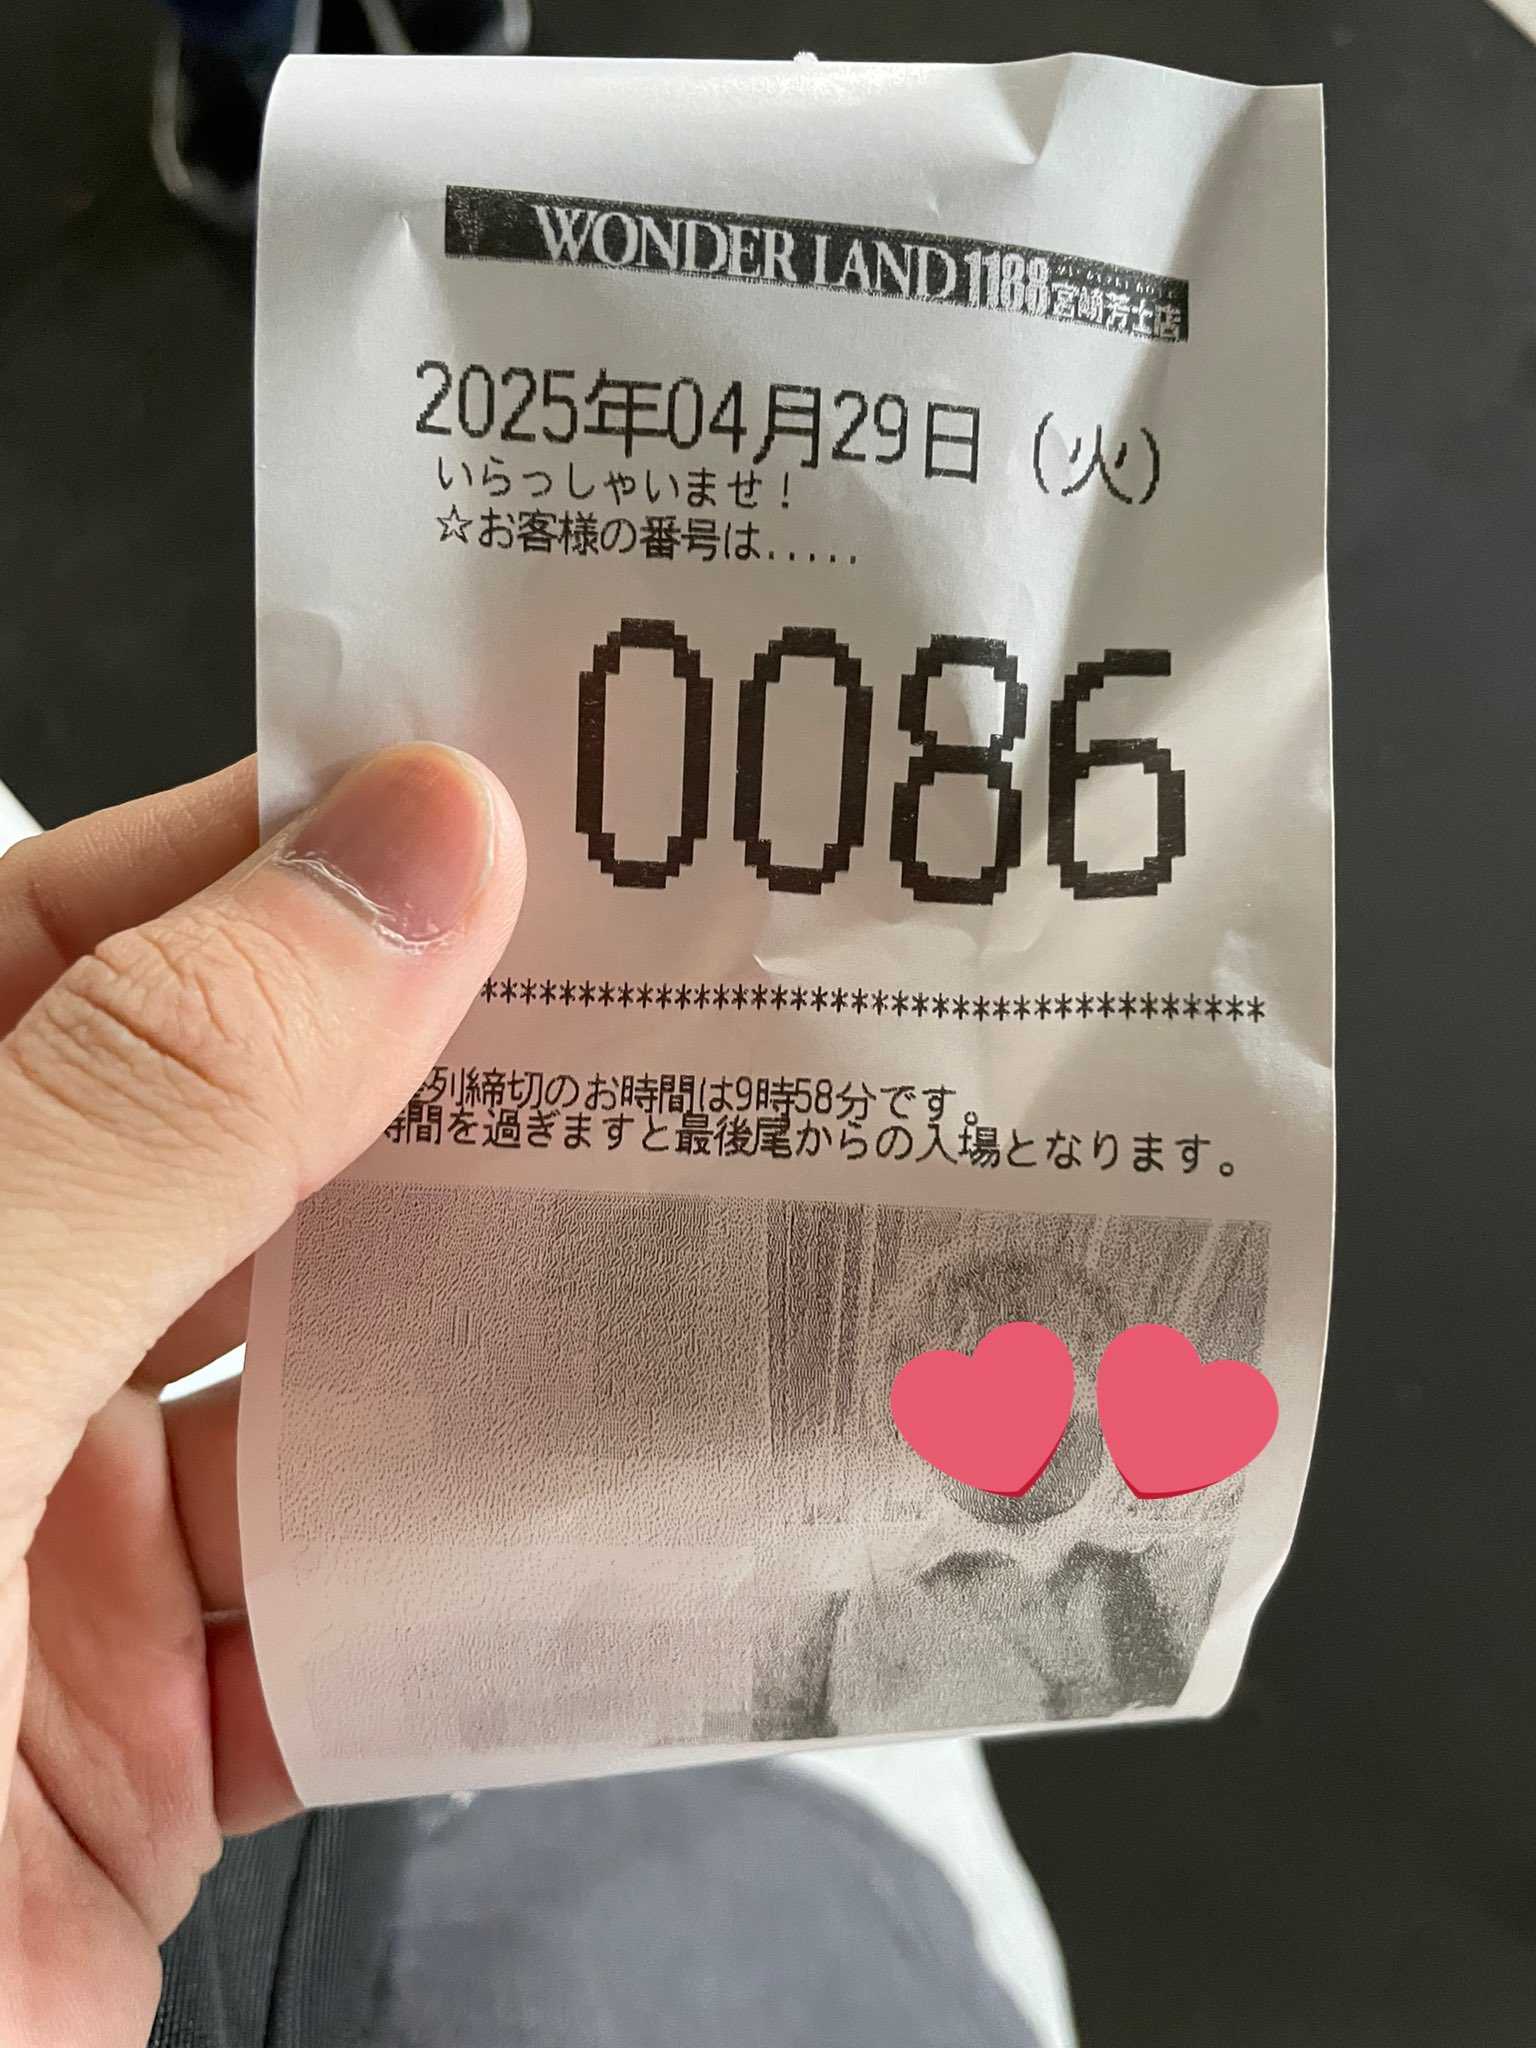 WONDER LAND 1188 宮崎芳士店
2025年04月29日（火）
いらっしゃいませ！
☆お客様の番号は.....
0086
***************************************
列締切のお時間は9時58分です。
時間を過ぎますと最後尾からの入場となります。